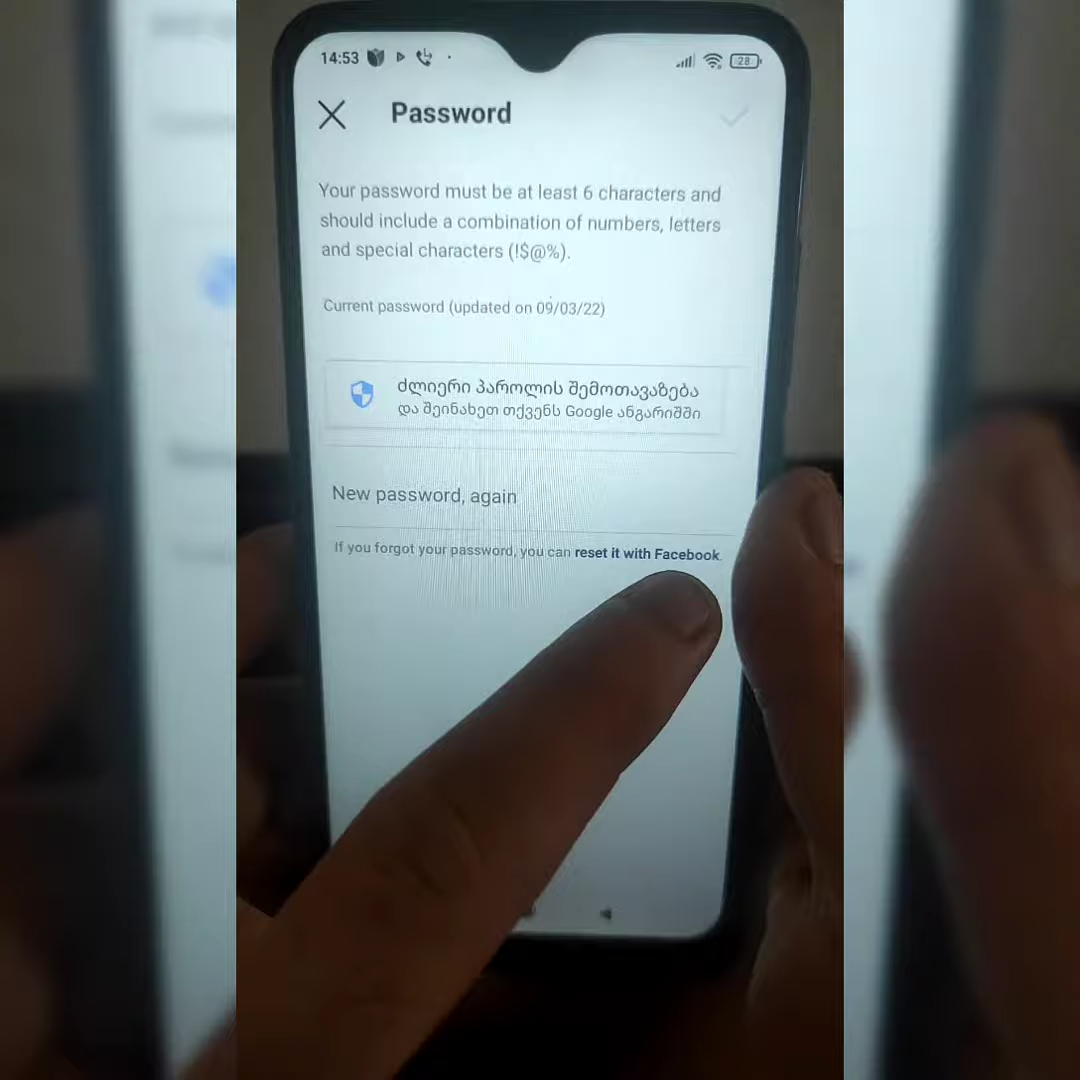 14:53
28
Password
Your password must be at least 6 characters and
should include a combination of numbers, letters
and special characters (!$@%).
Current password (updated on 09/03/22)
ძლიერი პაროლის შემოთავაზება
და შეინახეთ თქვენს Google ანგარიშში
New password, again
If you forgot your password, you can reset it with Facebook.